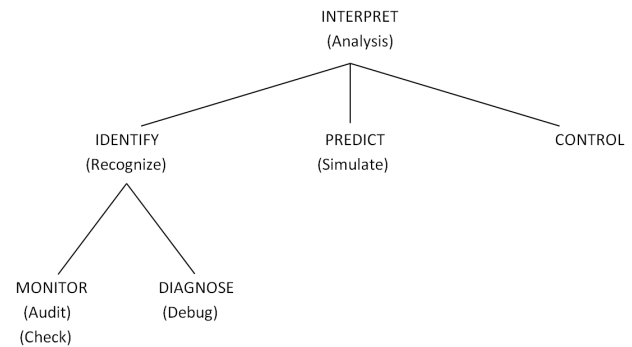 INTERPRET
(Analysis)
IDENTIFY
(Recognize)
PREDICT
(Simulate)
CONTROL
MONITOR
(Audit)
(Check)
DIAGNOSE
(Debug)